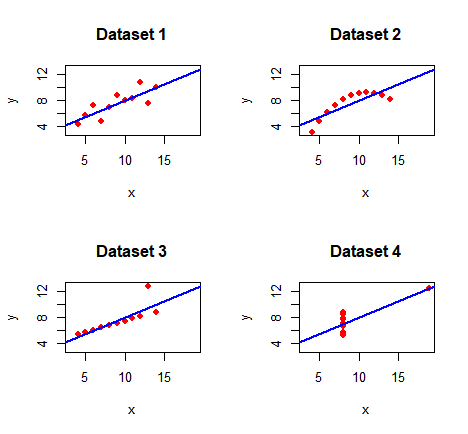 Dataset 1
Dataset 2
y
4 8 12
5 10 15
x
y
4 8 12
5 10 15
x
Dataset 3
Dataset 4
y
4 8 12
5 10 15
x
y
4 8 12
5 10 15
x